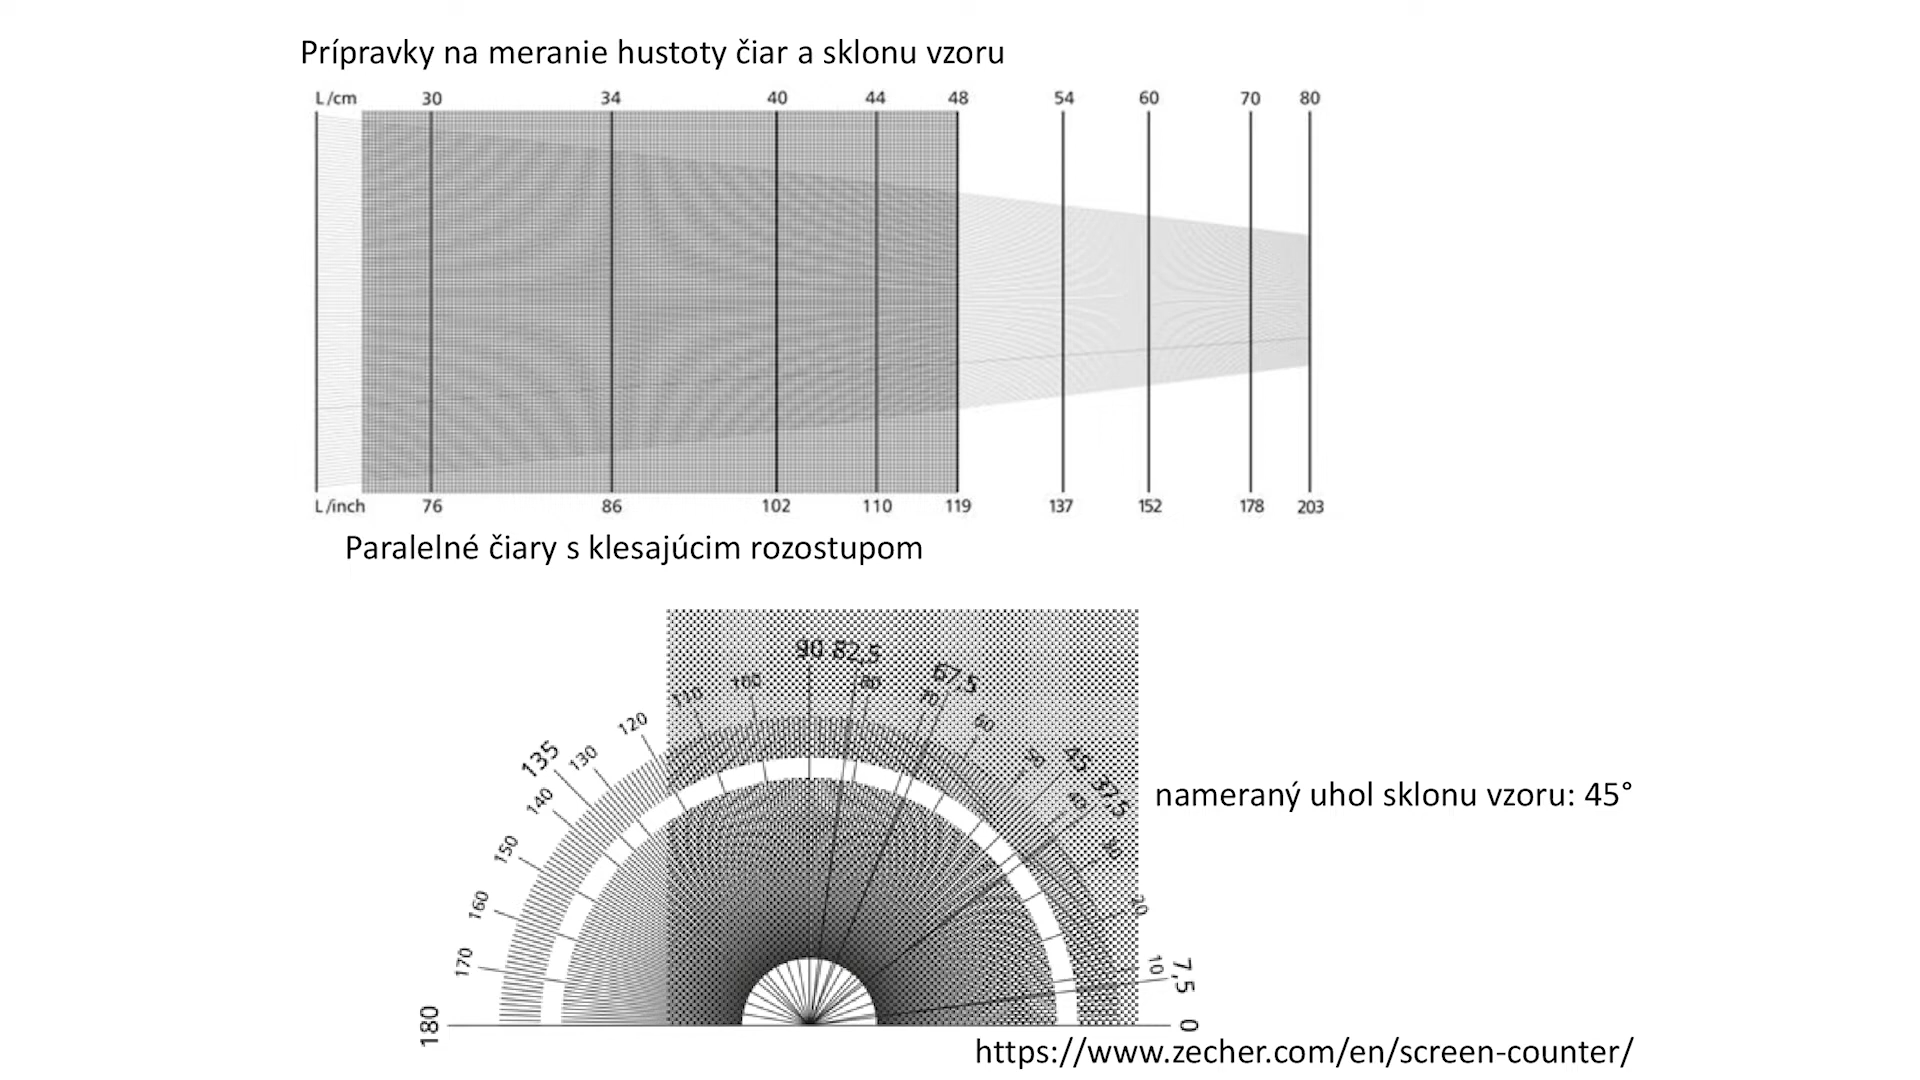 Prípravky na meranie hustoty čiar a sklonu vzoru
L/cm 30 34 40 44 48 54 60 70 80
L/inch 76 86 102 110 119 137 152 178 203
Paralelné čiary s klesajúcim rozostupom
90 82,5
67,5
100 80
110 70
120 60
135 130 50 45
140 40 37,5
nameraný uhol sklonu vzoru: 45°
150 30
160 20
170 10 7,5
180 0
https://www.zecher.com/en/screen-counter/